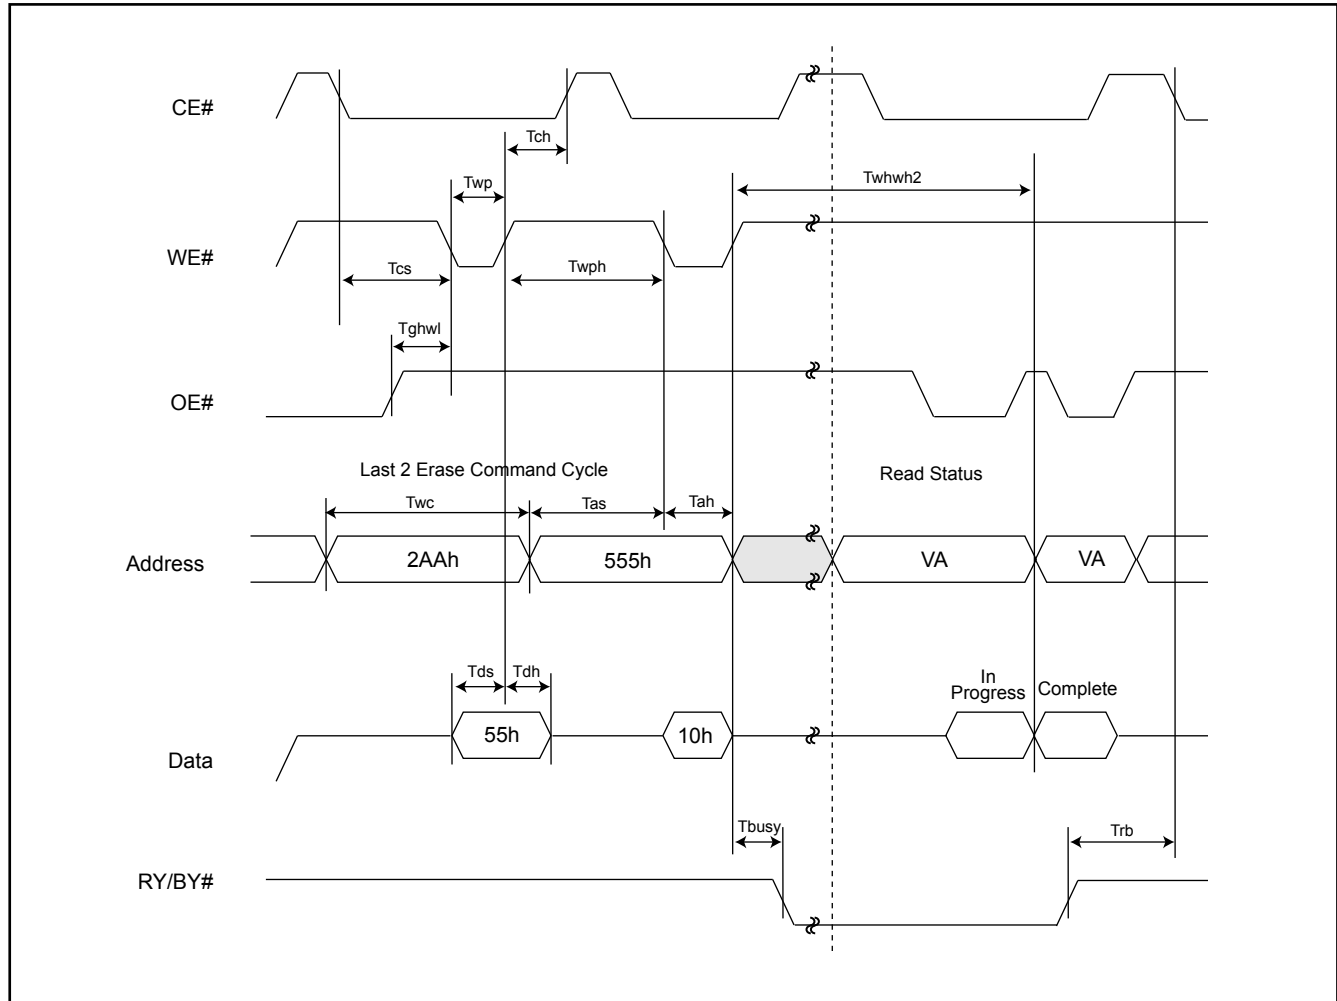 CE#
Tch
Twp
Twhwh2
WE#
Tcs
Twph
Tghwl
OE#
Last 2 Erase Command Cycle
Read Status
Twc
Tas
Tah
Address
2AAh
555h
VA
VA
Tds
Tdh
In
Progress
Complete
Data
55h
10h
Tbusy
Trb
RY/BY#